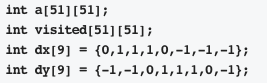 int a[51][51];
int visited[51][51];
int dx[9] = {0,1,1,1,0,-1,-1,-1};
int dy[9] = {-1,-1,0,1,1,1,0,-1};